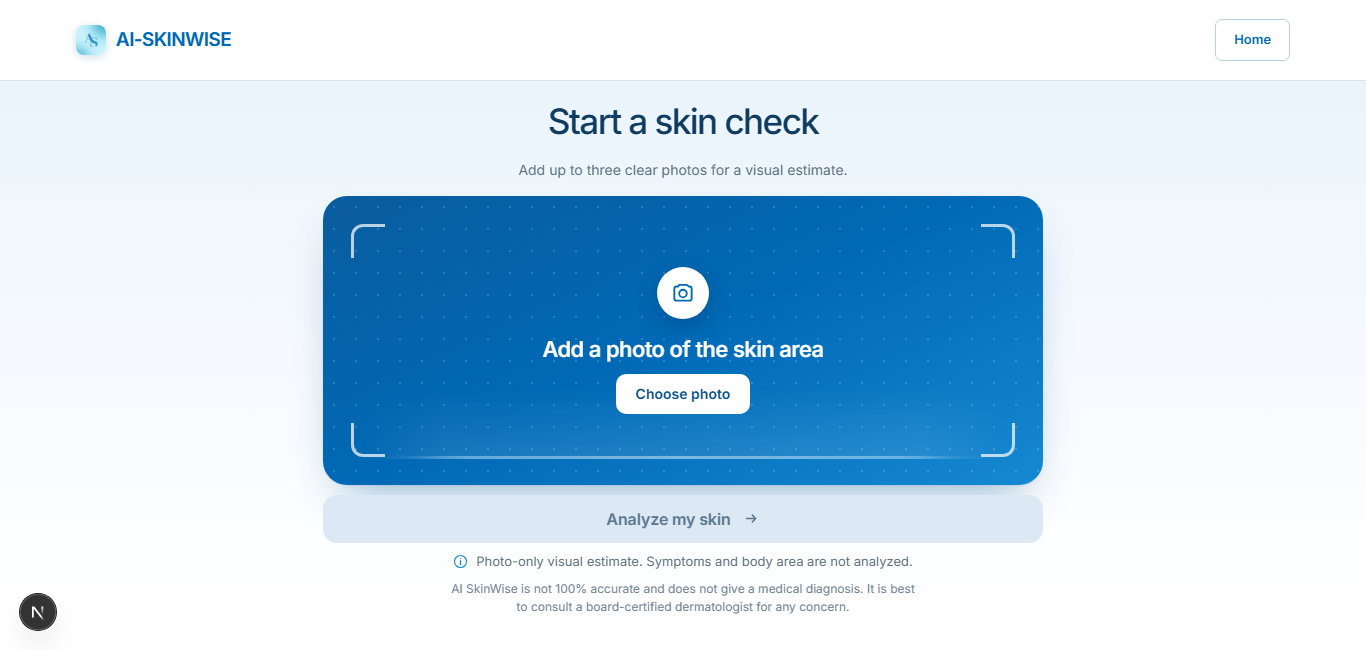 AS
AI-SKINWISE
Home
Start a skin check
Add up to three clear photos for a visual estimate.
Add a photo of the skin area
Choose photo
Analyze my skin →
Photo-only visual estimate. Symptoms and body area are not analyzed.
AI SkinWise is not 100% accurate and does not give a medical diagnosis. It is best
to consult a board-certified dermatologist for any concern.
N